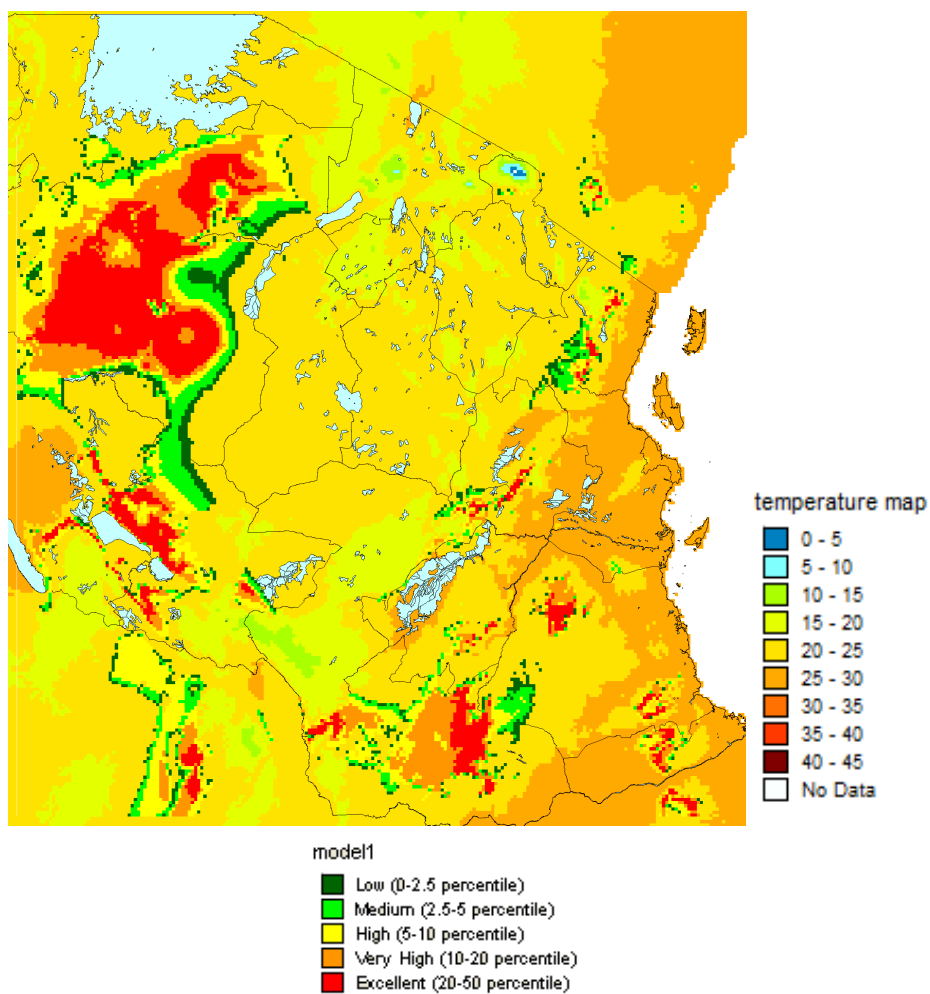 temperature map
0 - 5
5 - 10
10 - 15
15 - 20
20 - 25
25 - 30
30 - 35
35 - 40
40 - 45
No Data
model1
Low (0-2.5 percentile)
Medium (2.5-5 percentile)
High (5-10 percentile)
Very High (10-20 percentile)
Excellent (20-50 percentile)